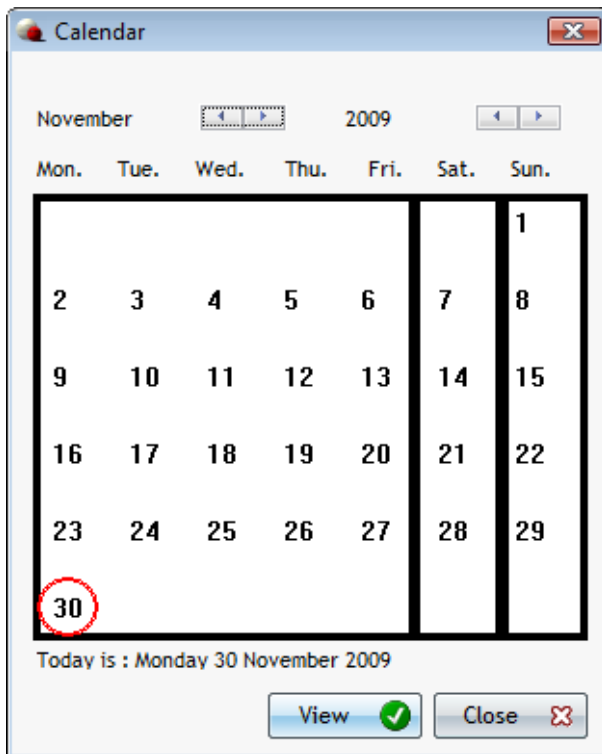 Calendar
November 2009
Mon. Tue. Wed. Thu. Fri. Sat. Sun.
1
2 3 4 5 6 7 8
9 10 11 12 13 14 15
16 17 18 19 20 21 22
23 24 25 26 27 28 29
30
Today is : Monday 30 November 2009
View Close